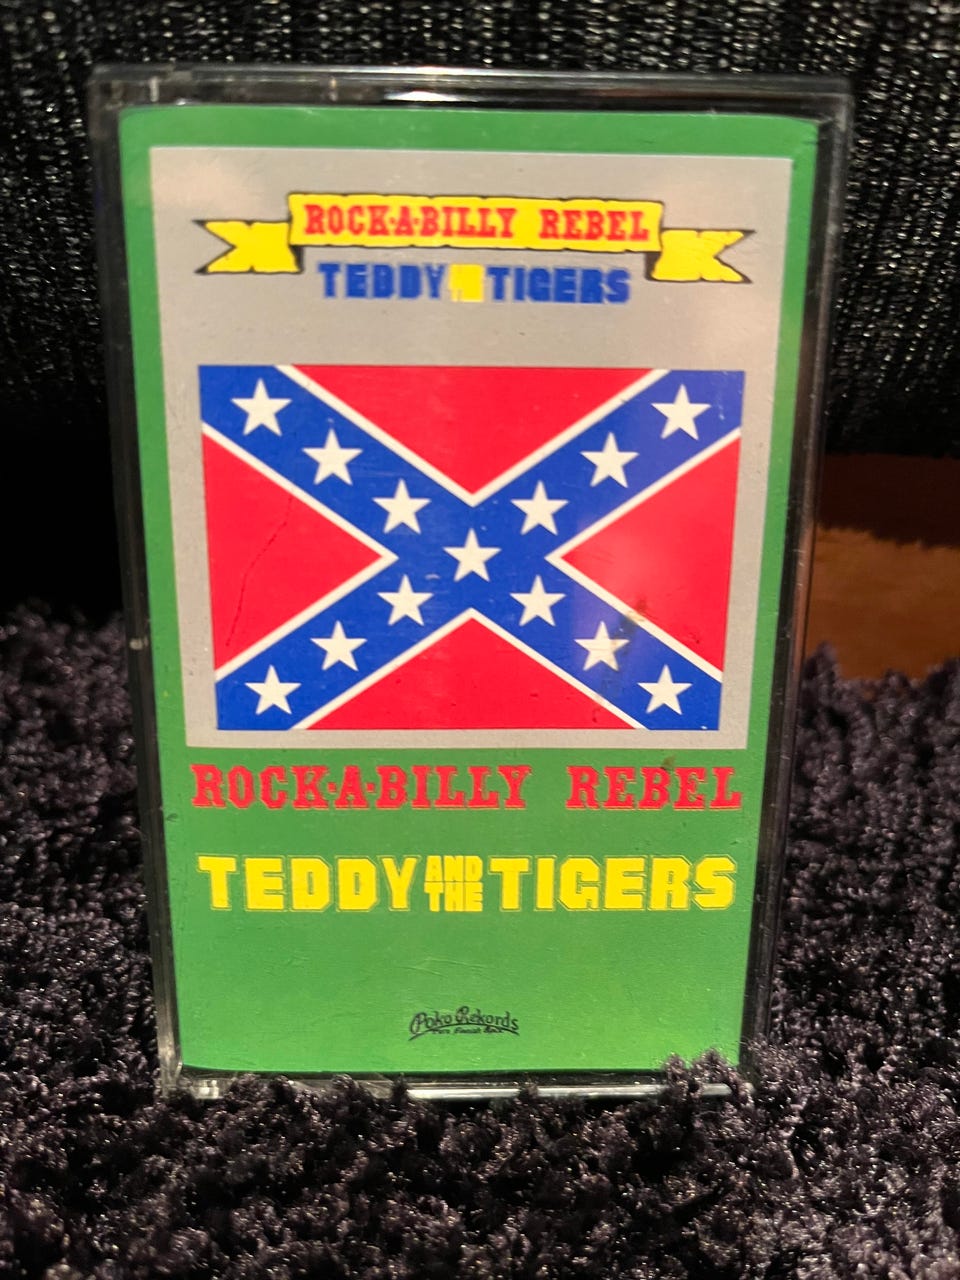 ROCK·A·BILLY REBEL
TEDDY TIGERS
ROCK·A·BILLY REBEL
TEDDY AND THE TIGERS
Poko Rekords